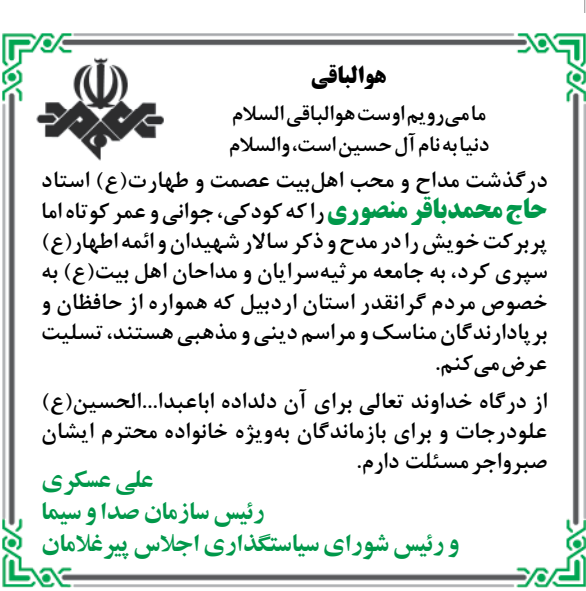 هوالباقی
ما می‌رویم اوست هوالباقی السلام
دنیا به نام آل حسین است، والسلام
درگذشت مداح و محب اهل‌بیت عصمت و طهارت(ع) استاد
حاج محمدباقر منصوری را که کودکی، جوانی و عمر کوتاه اما
پربرکت خویش را در مدح و ذکر سالار شهیدان و ائمه اطهار(ع)
سپری کرد، به جامعه مرثیه‌سرایان و مداحان اهل بیت(ع) به
خصوص مردم گرانقدر استان اردبیل که همواره از حافظان و
برپادارندگان مناسک و مراسم دینی و مذهبی هستند، تسلیت
عرض می‌کنم.
از درگاه خداوند تعالی برای آن دلداده اباعبدا...الحسین(ع)
علودرجات و برای بازماندگان به‌ویژه خانواده محترم ایشان
صبرواجر مسئلت دارم.
علی عسکری
رئیس سازمان صدا و سیما
و رئیس شورای سیاستگذاری اجلاس پیرغلامان